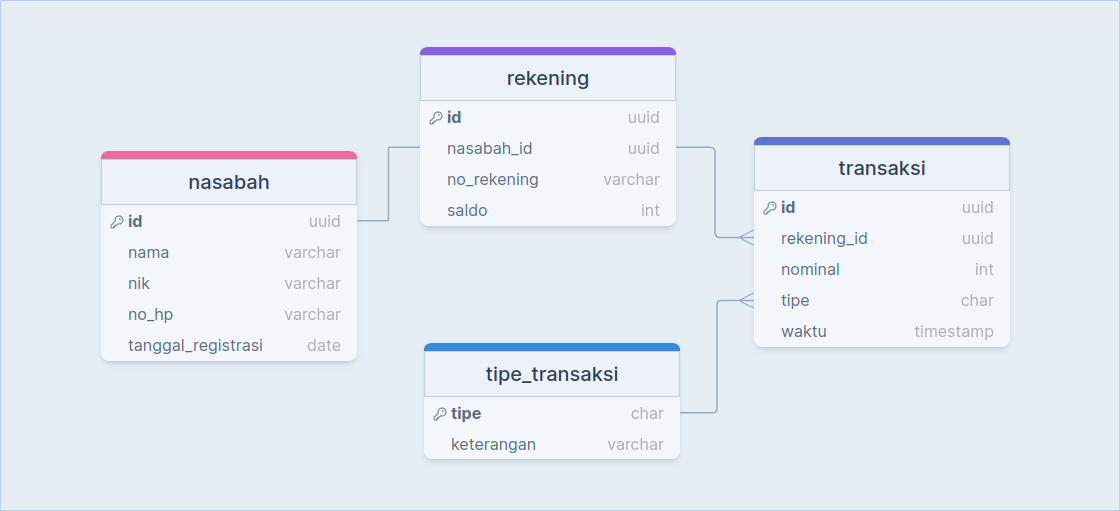 nasabah
id uuid
nama varchar
nik varchar
no_hp varchar
tanggal_registrasi date
rekening
id uuid
nasabah_id uuid
no_rekening varchar
saldo int
tipe_transaksi
tipe char
keterangan varchar
transaksi
id uuid
rekening_id uuid
nominal int
tipe char
waktu timestamp